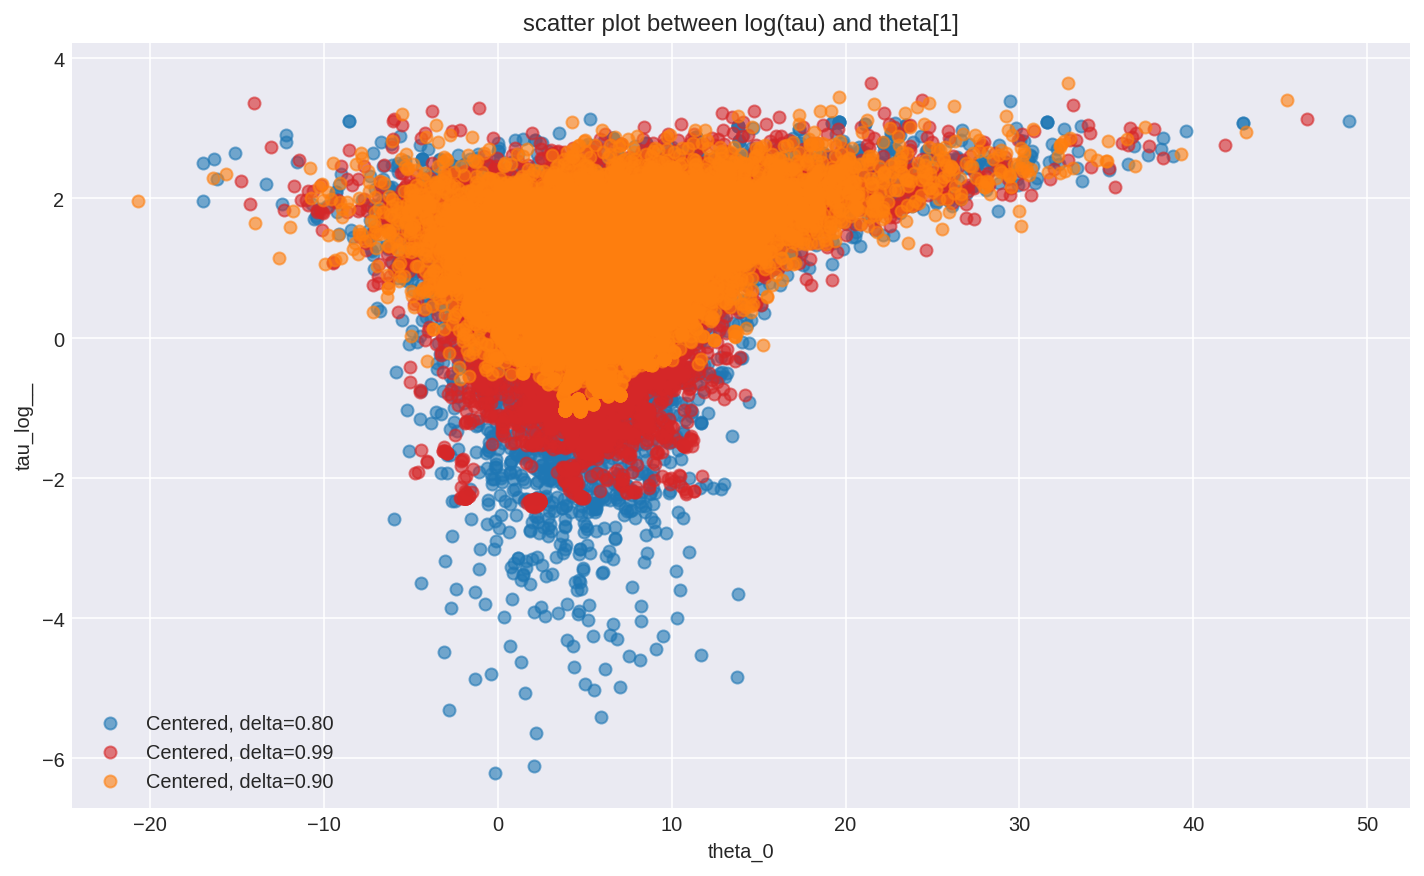 scatter plot between log(tau) and theta[1]
4
2
0
−2
−4
−6
tau_log__
Centered, delta=0.80
Centered, delta=0.99
Centered, delta=0.90
−20 −10 0 10 20 30 40 50
theta_0